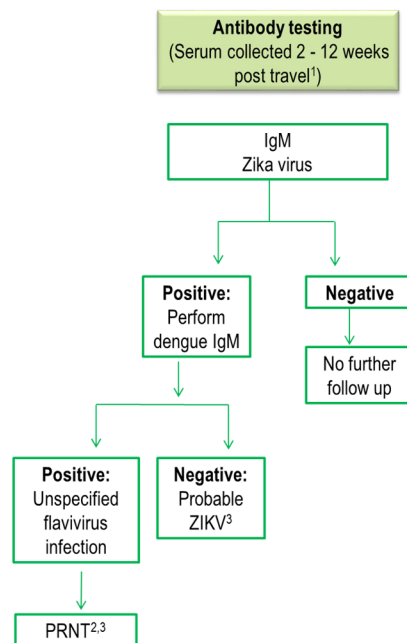 Antibody testing
(Serum collected 2 - 12 weeks
post travel¹)
IgM
Zika virus
Positive:
Perform
dengue IgM
Negative
No further
follow up
Positive:
Unspecified
flavivirus
infection
Negative:
Probable
ZIKV³
PRNT²,³